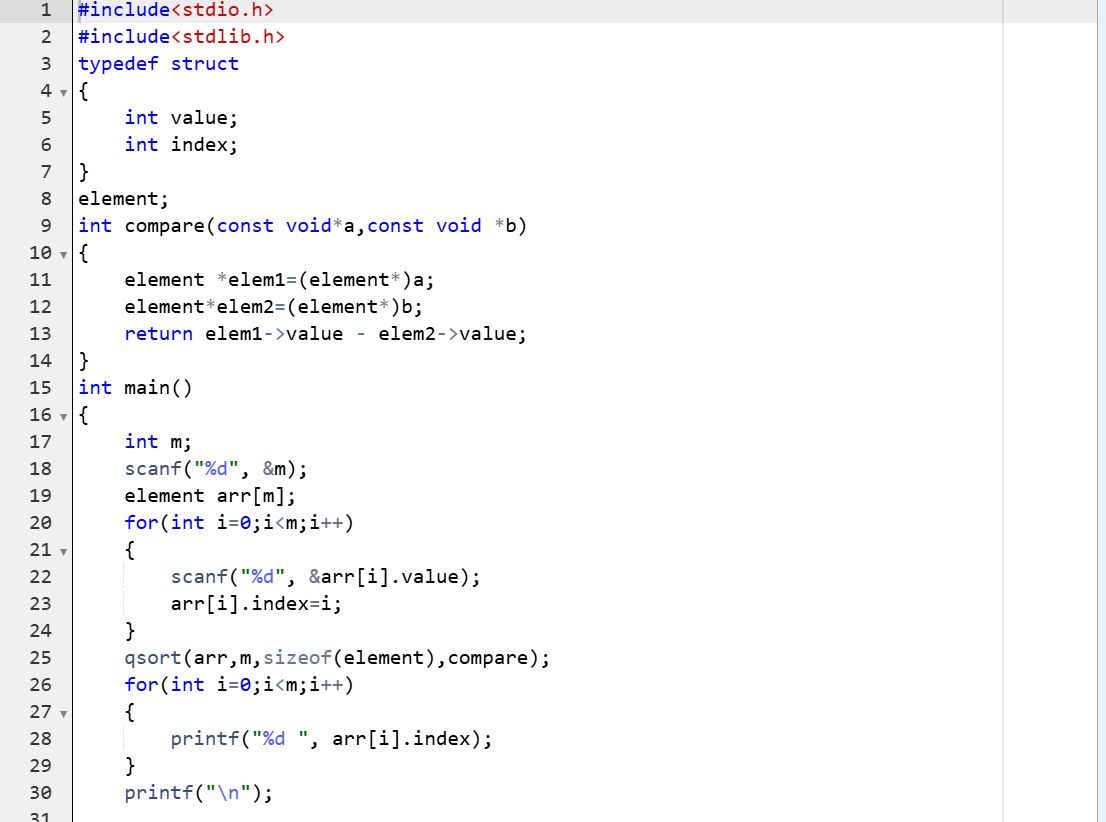 1 #include<stdio.h>
2 #include<stdlib.h>
3 typedef struct
4 {
5     int value;
6     int index;
7 }
8 element;
9 int compare(const void*a,const void *b)
10 {
11     element *elem1=(element*)a;
12     element*elem2=(element*)b;
13     return elem1->value - elem2->value;
14 }
15 int main()
16 {
17     int m;
18     scanf("%d", &m);
19     element arr[m];
20     for(int i=0;i<m;i++)
21     {
22         scanf("%d", &arr[i].value);
23         arr[i].index=i;
24     }
25     qsort(arr,m,sizeof(element),compare);
26     for(int i=0;i<m;i++)
27     {
28         printf("%d ", arr[i].index);
29     }
30     printf("\n");
31